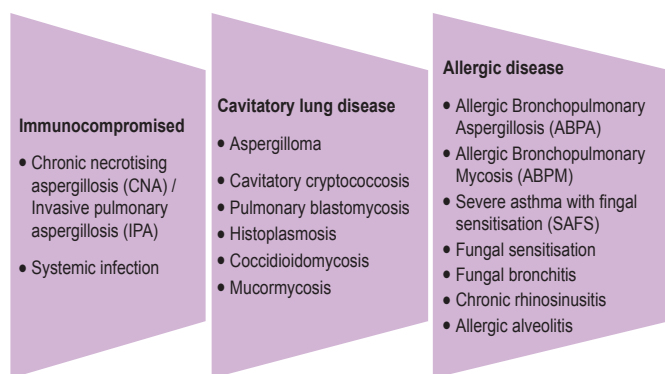 Immunocompromised
• Chronic necrotising
aspergillosis (CNA) /
Invasive pulmonary
aspergillosis (IPA)
• Systemic infection
Cavitatory lung disease
• Aspergilloma
• Cavitatory cryptococcosis
• Pulmonary blastomycosis
• Histoplasmosis
• Coccidioidomycosis
• Mucormycosis
Allergic disease
• Allergic Bronchopulmonary
Aspergillosis (ABPA)
• Allergic Bronchopulmonary
Mycosis (ABPM)
• Severe asthma with fingal
sensitisation (SAFS)
• Fungal sensitisation
• Fungal bronchitis
• Chronic rhinosinusitis
• Allergic alveolitis